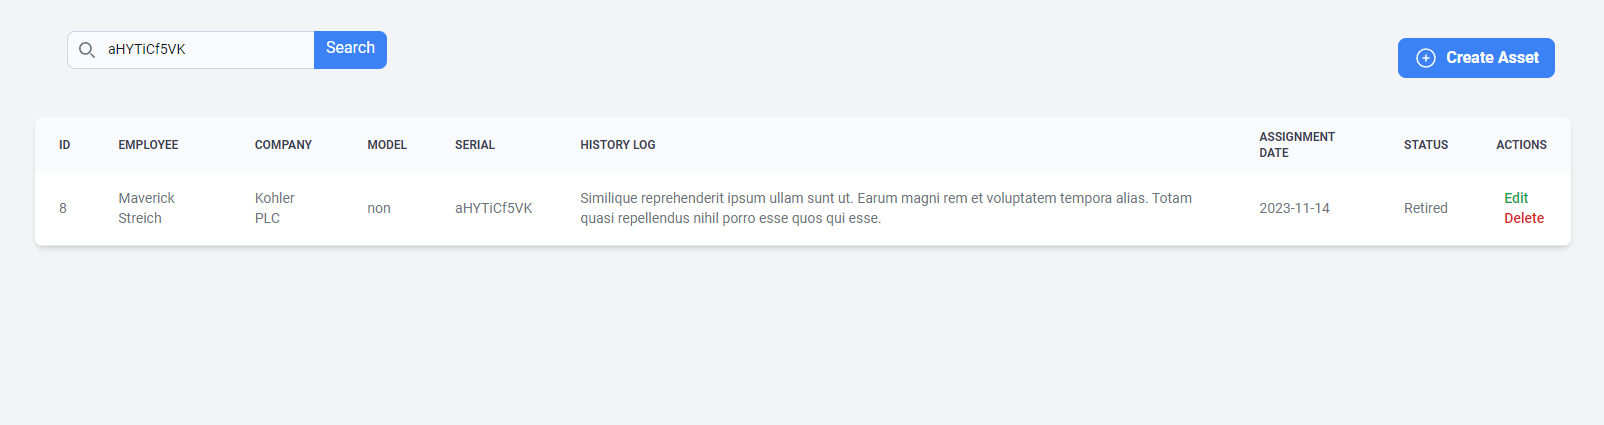 aHYTiCf5VK
Search
Create Asset
ID EMPLOYEE COMPANY MODEL SERIAL HISTORY LOG ASSIGNMENT DATE STATUS ACTIONS
8 Maverick Streich Kohler PLC non aHYTiCf5VK Similique reprehenderit ipsum ullam sunt ut. Earum magni rem et voluptatem tempora alias. Totam
quasi repellendus nihil porro esse quos qui esse. 2023-11-14 Retired Edit
Delete